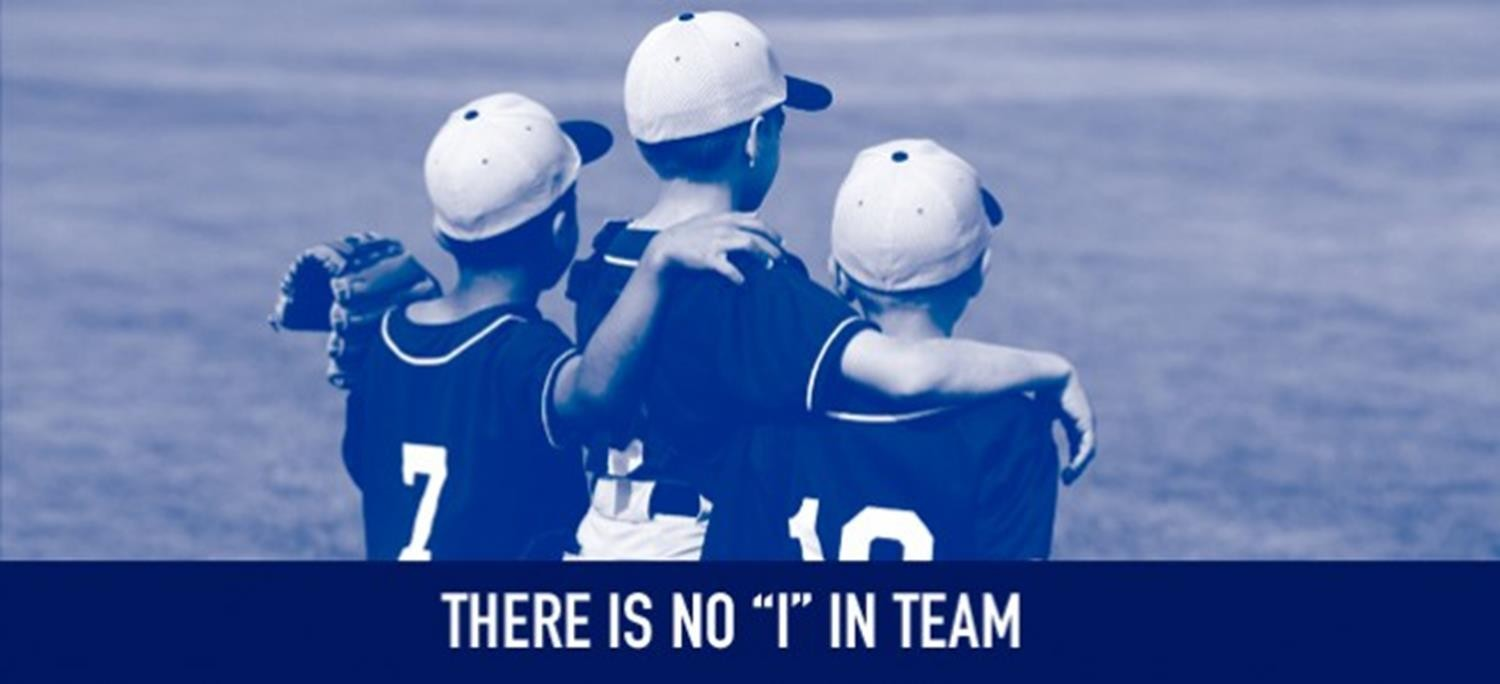 7
THERE IS NO “I” IN TEAM